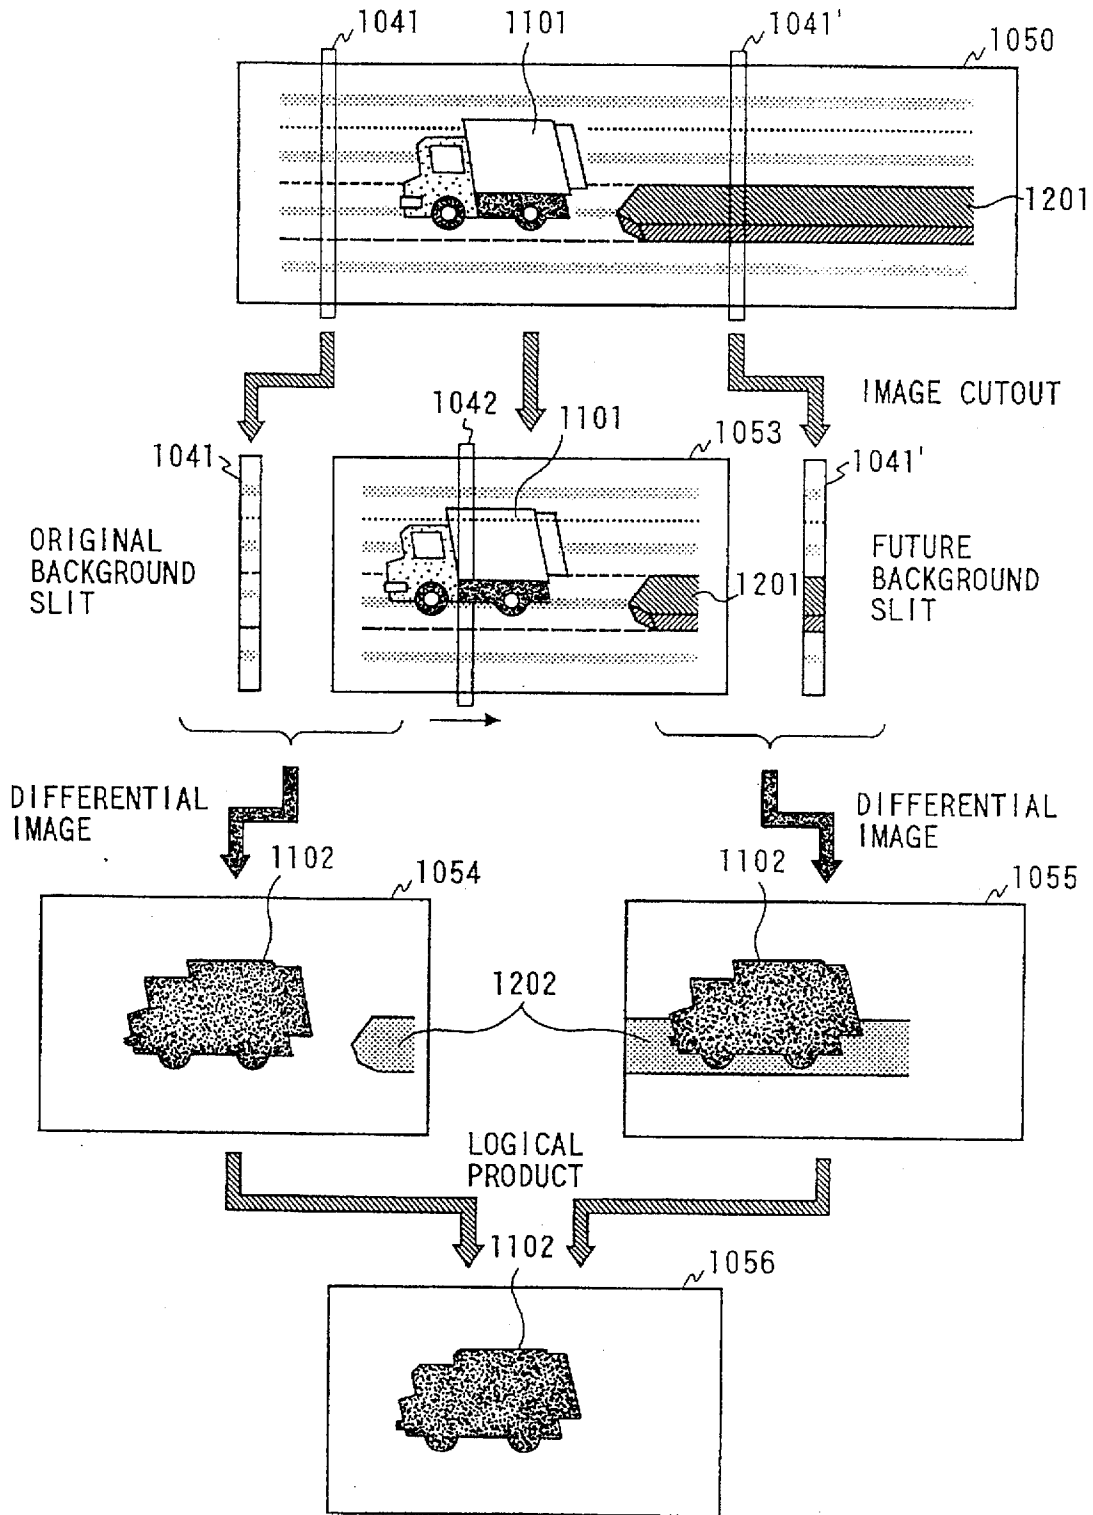 1041
1101
1041'
1050
1201
IMAGE CUTOUT
1042
1101
1053
1041
1041'
ORIGINAL
BACKGROUND
SLIT
1201
FUTURE
BACKGROUND
SLIT
DIFFERENTIAL
IMAGE
DIFFERENTIAL
IMAGE
1102
1054
1102
1055
1202
LOGICAL
PRODUCT
1102
1056